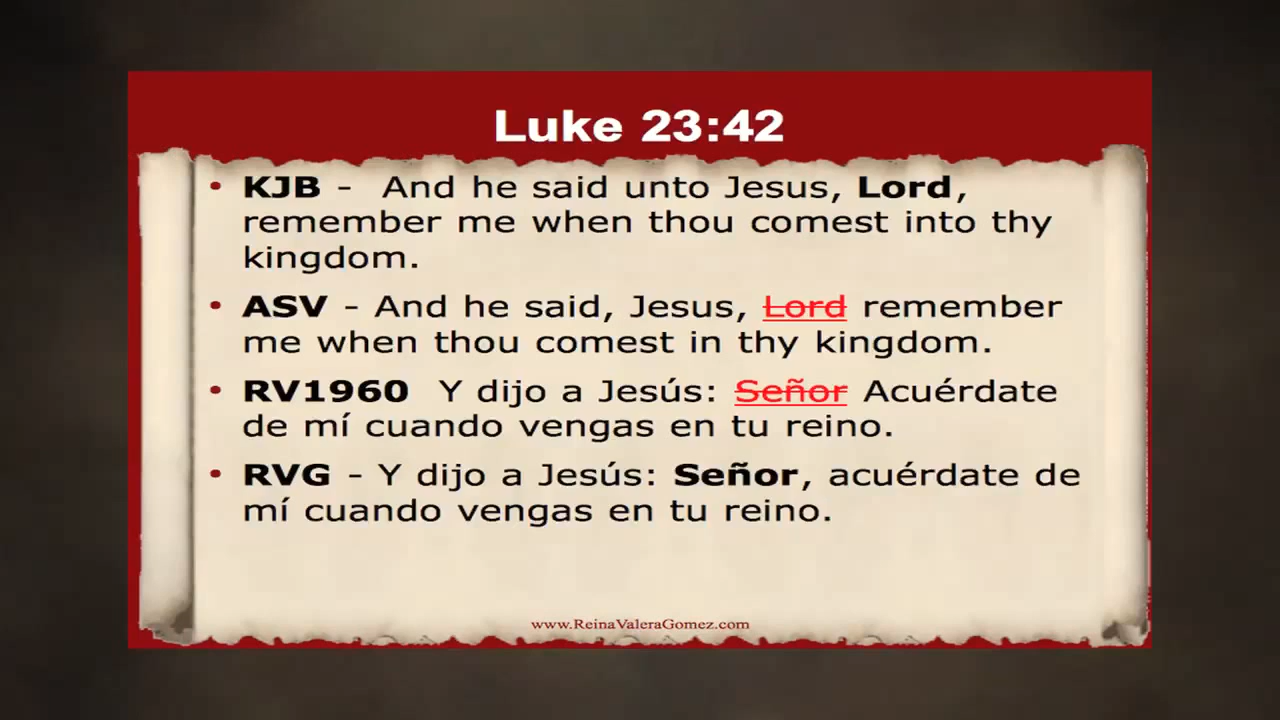 Luke 23:42
• KJB - And he said unto Jesus, Lord,
remember me when thou comest into thy
kingdom.
• ASV - And he said, Jesus, Lord remember
me when thou comest in thy kingdom.
• RV1960 Y dijo a Jesús: Señor Acuérdate
de mí cuando vengas en tu reino.
• RVG - Y dijo a Jesús: Señor, acuérdate de
mí cuando vengas en tu reino.
www.ReinaValeraGomez.com